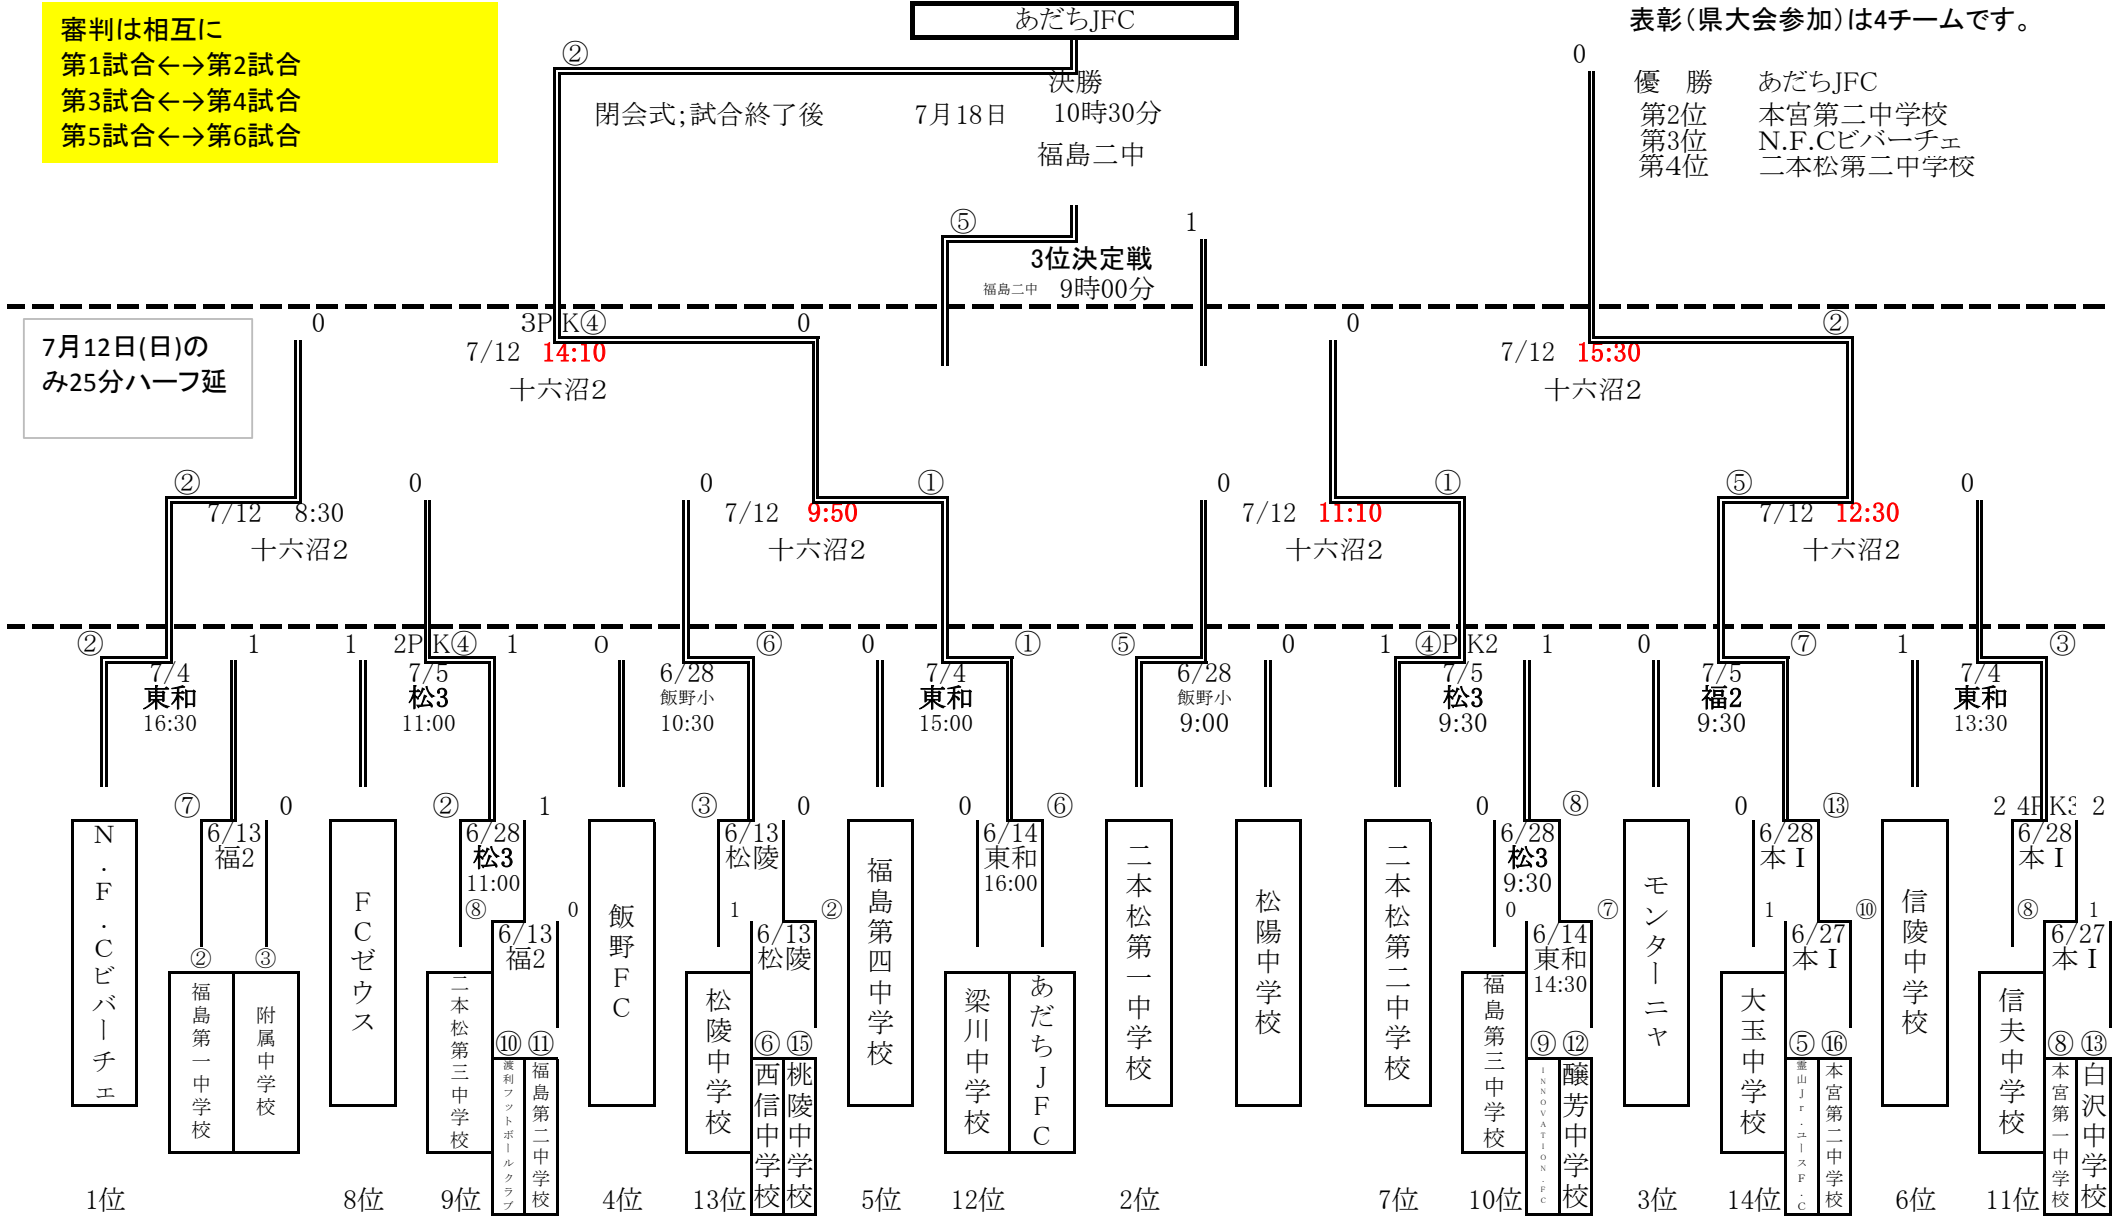 審判は相互に
第1試合←→第2試合
第3試合←→第4試合
第5試合←→第6試合
あだちJFC
表彰（県大会参加）は4チームです。
優　勝　あだちJFC
第2位　本宮第二中学校
第3位　N.F.Cビバーチェ
第4位　二本松第二中学校
②
0
決勝
閉会式;試合終了後　7月18日　10時30分
福島二中
⑤
1
3位決定戦
福島二中　9時00分
7月12日(日)の
み25分ハーフ延
0
3PK④
0
0
②
7/12 14:10
十六沼2
7/12 15:30
十六沼2
②
0
0
①
0
①
⑤
0
7/12 8:30
十六沼2
7/12 9:50
十六沼2
7/12 11:10
十六沼2
7/12 12:30
十六沼2
②
1
1
2PK④
1
0
⑥
0
①
⑤
0
1
④PK2
1
0
⑦
1
③
7/4
東和
16:30
7/5
松3
11:00
6/28
飯野小
10:30
7/4
東和
15:00
6/28
飯野小
9:00
7/5
松3
9:30
7/5
福2
9:30
7/4
東和
13:30
⑦
0
6/13
福2
②
1
6/28
松3
11:00
③
0
6/13
松陵
0
⑥
6/14
東和
16:00
0
⑧
6/28
松3
9:30
0
⑬
6/28
本Ｉ
2 4PK3 2
6/28
本Ｉ
⑧
0
6/13
福2
1
②
6/13
松陵
0
⑦
6/14
東和
14:30
1
⑩
6/27
本Ｉ
⑧
1
6/27
本Ｉ
②
③
⑩
⑪
⑥
⑮
⑨
⑫
⑤
⑯
⑧
⑬
N.F.Cビバーチェ
福島第一中学校
附属中学校
FCゼウス
二本松第三中学校
渡利フットボールクラブ
福島第二中学校
飯野FC
松陵中学校
西信中学校
桃陵中学校
福島第四中学校
梁川中学校
あだちJFC
二本松第一中学校
松陽中学校
二本松第二中学校
福島第三中学校
INNOVATION.FC
醸芳中学校
モンターニャ
大玉中学校
霊山Jr.ユースF.C
本宮第二中学校
信陵中学校
信夫中学校
本宮第一中学校
白沢中学校
1位
8位
9位
4位
13位
5位
12位
2位
7位
10位
3位
14位
6位
11位